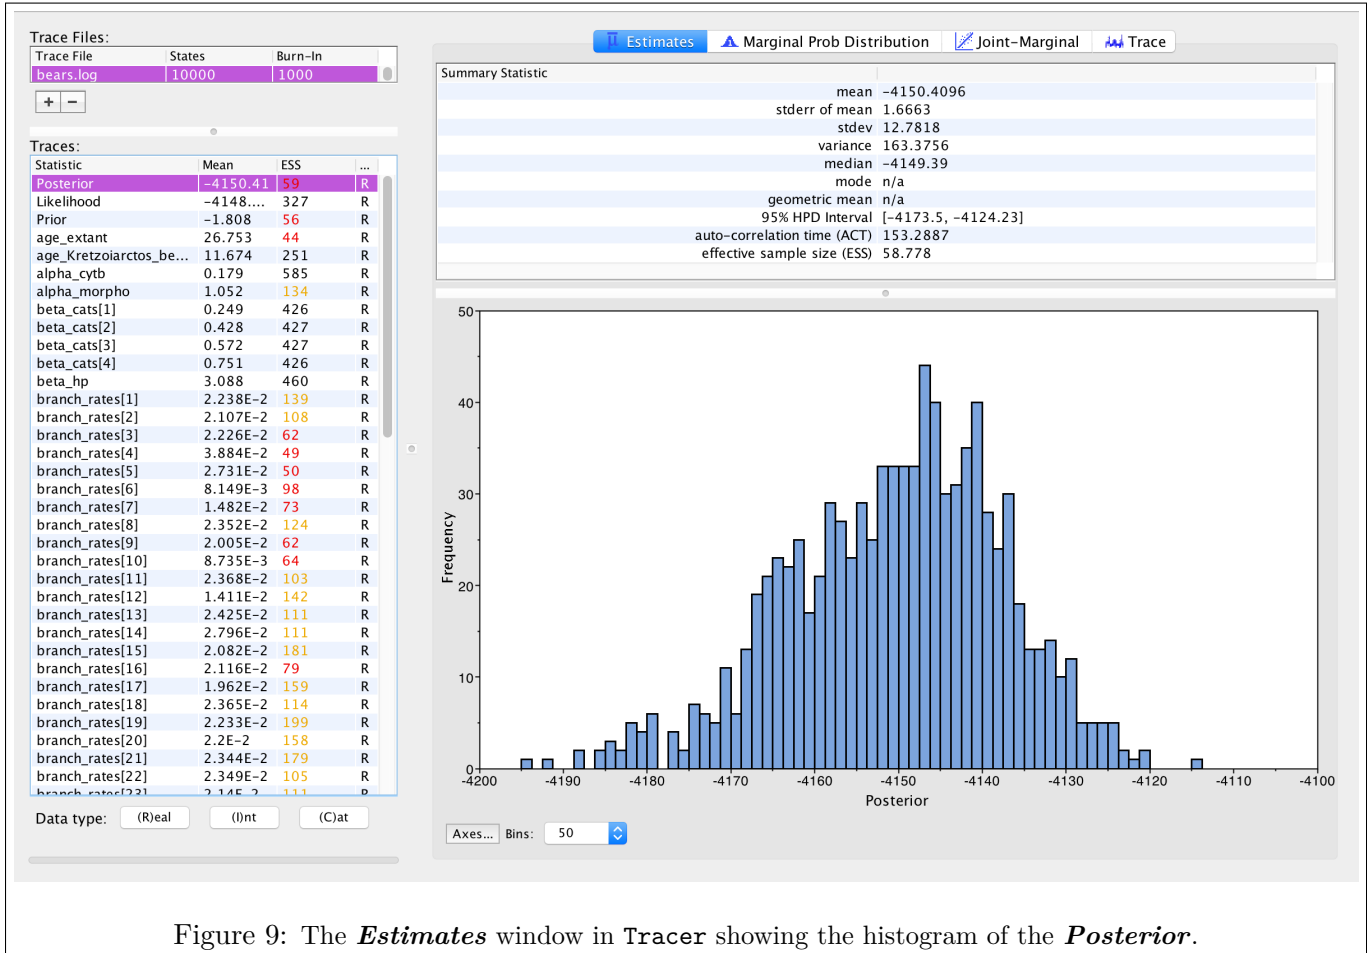 Trace Files:
Trace File States Burn-In
bears.log 10000 1000
+ −
Traces:
Statistic Mean ESS ...
Posterior −4150.41 59 R
Likelihood −4148.... 327 R
Prior −1.808 56 R
age_extant 26.753 44 R
age_Kretzoiarctos_be... 11.674 251 R
alpha_cytb 0.179 585 R
alpha_morpho 1.052 134 R
beta_cats[1] 0.249 426 R
beta_cats[2] 0.428 427 R
beta_cats[3] 0.572 427 R
beta_cats[4] 0.751 426 R
beta_hp 3.088 460 R
branch_rates[1] 2.238E−2 139 R
branch_rates[2] 2.107E−2 108 R
branch_rates[3] 2.226E−2 62 R
branch_rates[4] 3.884E−2 49 R
branch_rates[5] 2.731E−2 50 R
branch_rates[6] 8.149E−3 98 R
branch_rates[7] 1.482E−2 73 R
branch_rates[8] 2.352E−2 124 R
branch_rates[9] 2.005E−2 62 R
branch_rates[10] 8.735E−3 64 R
branch_rates[11] 2.368E−2 103 R
branch_rates[12] 1.411E−2 142 R
branch_rates[13] 2.425E−2 111 R
branch_rates[14] 2.796E−2 111 R
branch_rates[15] 2.082E−2 181 R
branch_rates[16] 2.116E−2 79 R
branch_rates[17] 1.962E−2 159 R
branch_rates[18] 2.365E−2 114 R
branch_rates[19] 2.233E−2 199 R
branch_rates[20] 2.2E−2 158 R
branch_rates[21] 2.344E−2 179 R
branch_rates[22] 2.349E−2 105 R
branch_rates[23] 2.14E−2 111 R
Data type: (R)eal (I)nt (C)at
Estimates Marginal Prob Distribution Joint-Marginal Trace
Summary Statistic
mean −4150.4096
stderr of mean 1.6663
stdev 12.7818
variance 163.3756
median −4149.39
mode n/a
geometric mean n/a
95% HPD Interval [−4173.5, −4124.23]
auto-correlation time (ACT) 153.2887
effective sample size (ESS) 58.778
50
40
30
20
10
0
Frequency
-4200 -4190 -4180 -4170 -4160 -4150 -4140 -4130 -4120 -4110 -4100
Posterior
Axes... Bins: 50
Figure 9: The Estimates window in Tracer showing the histogram of the Posterior.